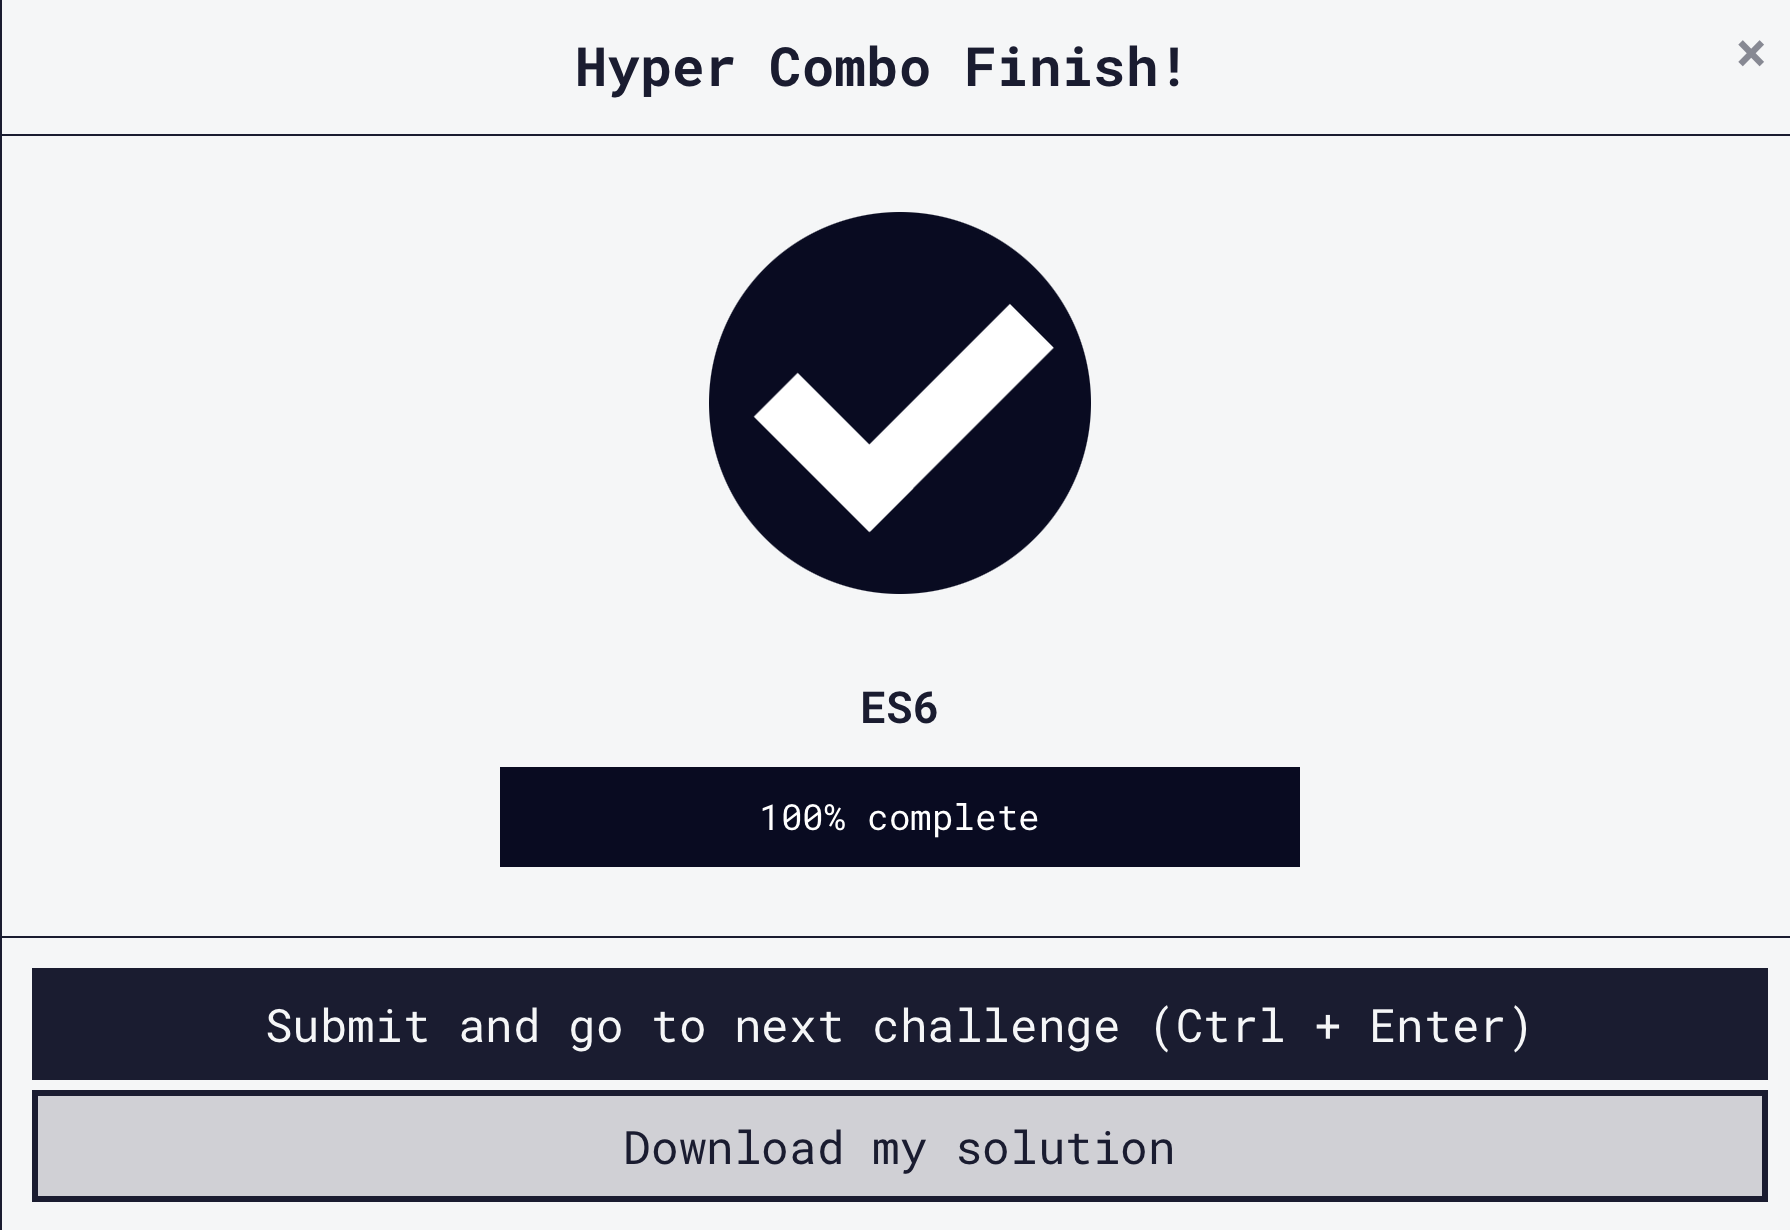 Hyper Combo Finish!
×
ES6
100% complete
Submit and go to next challenge (Ctrl + Enter)
Download my solution